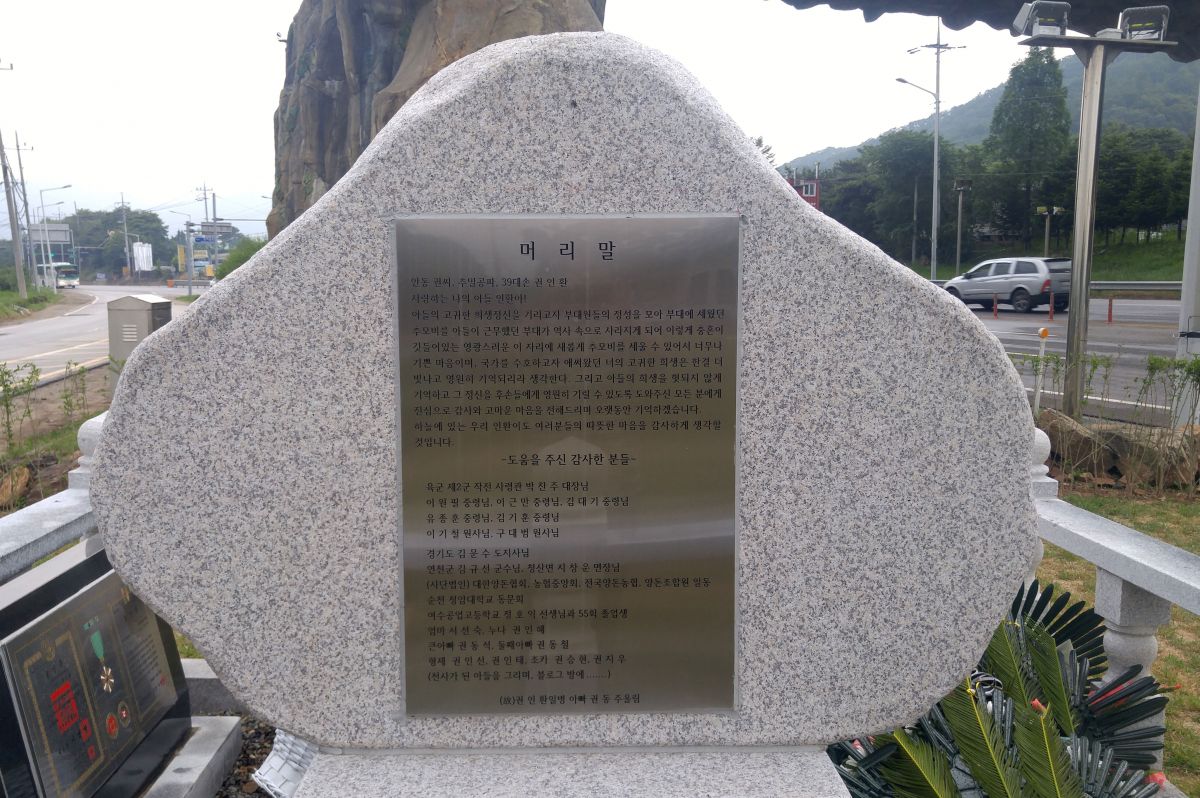 머리말
안동 권씨, 추밀공파, 39대손 권 인 환
사랑하는 나의 아들 인환아!
아들의 고귀한 희생정신을 기리고저 부대원들의 정성을 모아 부대에 세웠던
추모비를 아들이 근무했던 부대가 역사 속으로 사라지게 되어 이렇게 충혼이
깃들어있는 영광스러운 이 자리에 새롭게 추모비를 세울 수 있어서 너무나
기쁜 마음이며, 국가를 수호하고자 애써왔던 너의 고귀한 희생은 한결 더
빛나고 영원히 기억되리라 생각한다. 그리고 아들의 희생을 헛되지 않게
기억하고 그 정신을 후손들에게 영원히 기릴 수 있도록 도와주신 모든 분에게
진심으로 감사와 고마운 마음을 전해드리며 오랫동안 기억하겠습니다.
하늘에 있는 우리 인환이도 여러분들의 따뜻한 마음을 감사하게 생각할
것입니다.
~도움을 주신 감사한 분들~
육군 제2군 작전 사령관 박 찬 주 대장님
이 원 필 중령님, 이 근 만 중령님, 김 대 기 중령님
유 종 훈 중령님, 김 기 훈 중령님
이 기 철 원사님, 구 대 범 원사님
경기도 김 문 수 도지사님
연천군 김 규 선 군수님, 청산면 지 창 운 면장님
(사단법인) 대한양돈협회, 농협중앙회, 전국양돈농협, 양돈조합원 일동
순천 청암대학교 동문회
여수공업고등학교 정 호 익 선생님과 55회 졸업생
엄마 서 선 숙, 누나 권 인 혜
큰아빠 권 동 석, 둘째아빠 권 동 철
형제 권 인 선, 권 인 태, 조카 권 승 현, 권 지 우
(천사가 된 아들을 그리며, 블로그 방에.......)
(故)권 인 환일병 아빠 권 동 주올림